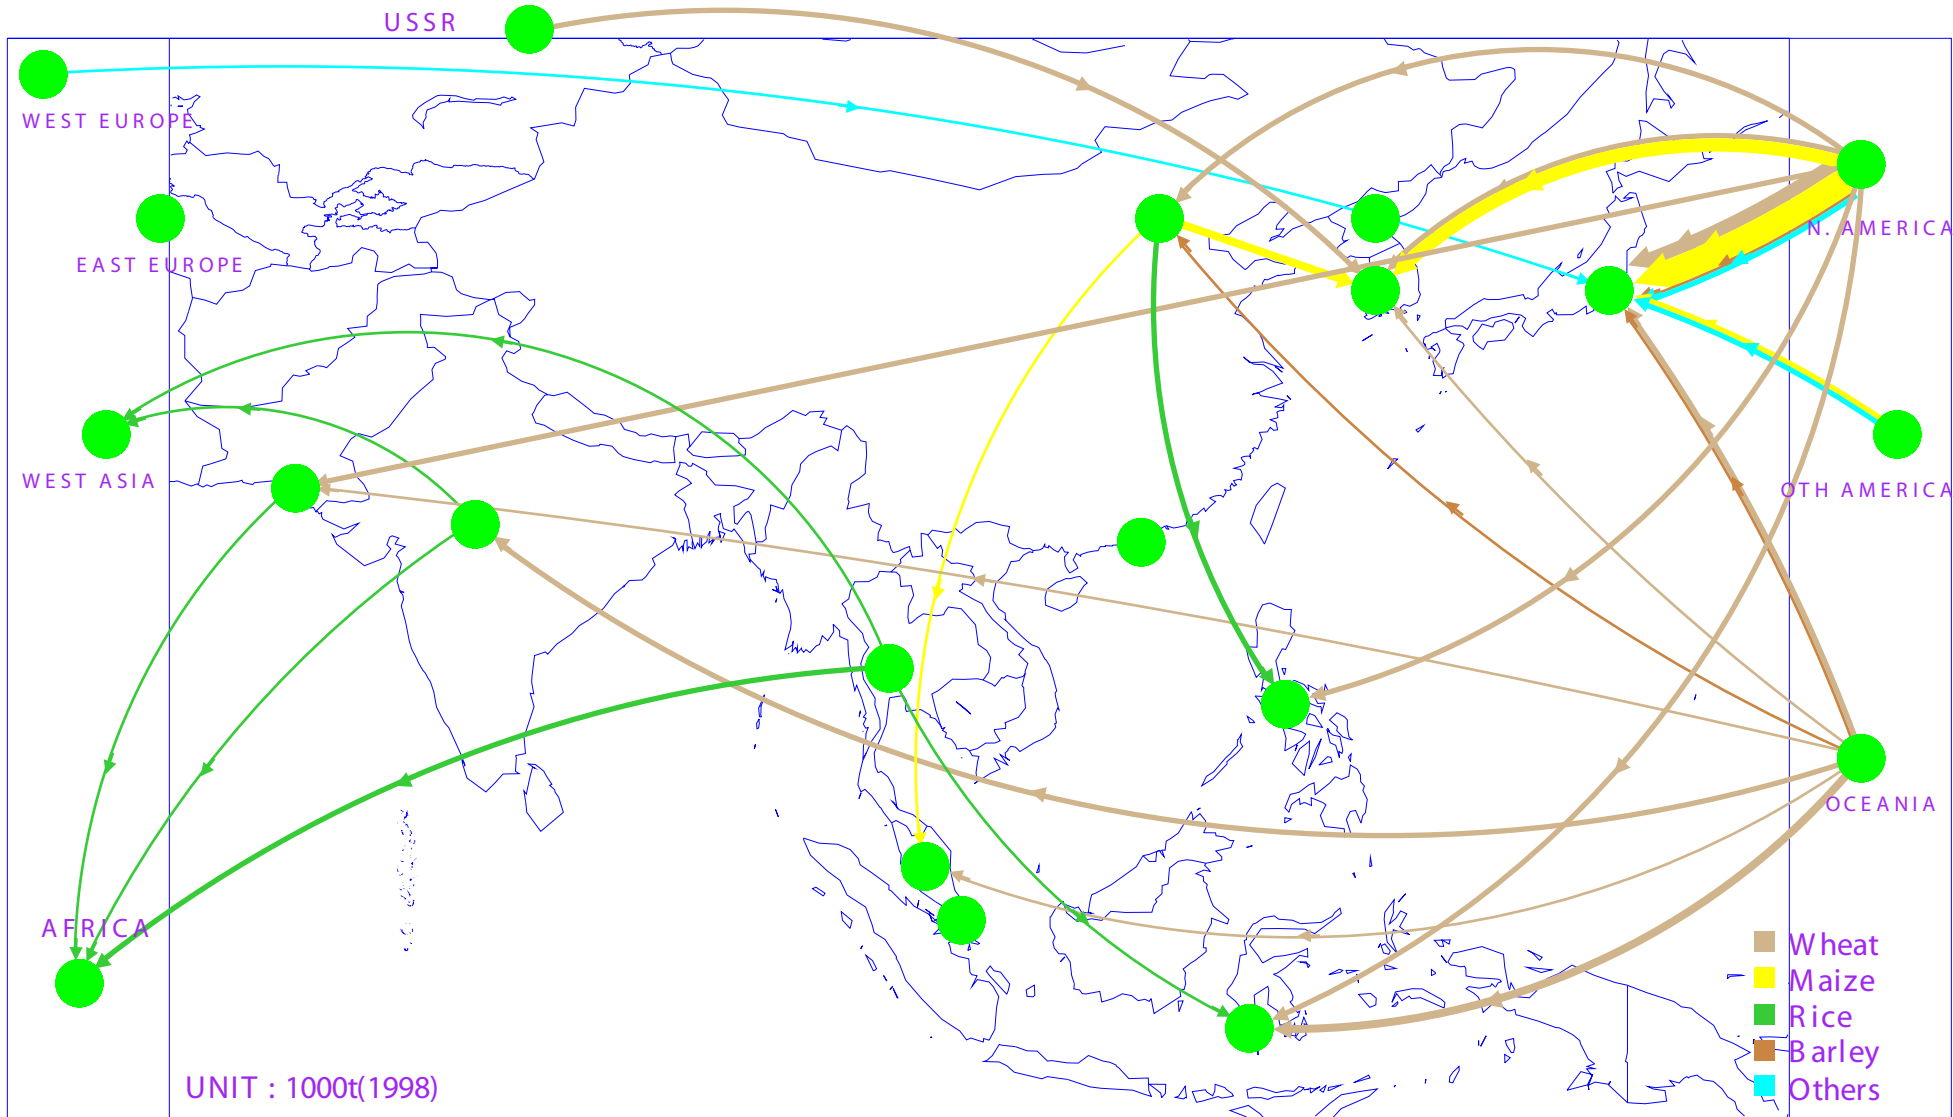 USSR
WEST EUROPE
N. AMERICA
EAST EUROPE
WEST ASIA
OTH AMERICA
OCEANIA
AFRICA
Wheat
Maize
Rice
Barley
Others
UNIT : 1000t(1998)